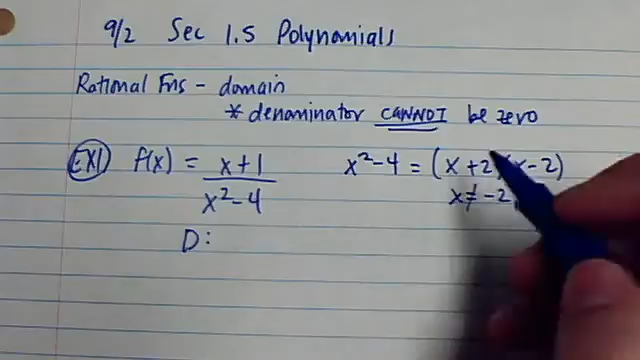 9/2 Sec 1.5 Polynomials
Rational Fns - domain
* denominator CANNOT be zero
EX1 f(x) = x+1 / x²-4 x²-4 = (x+2)(x-2)
x≠-2,
D: